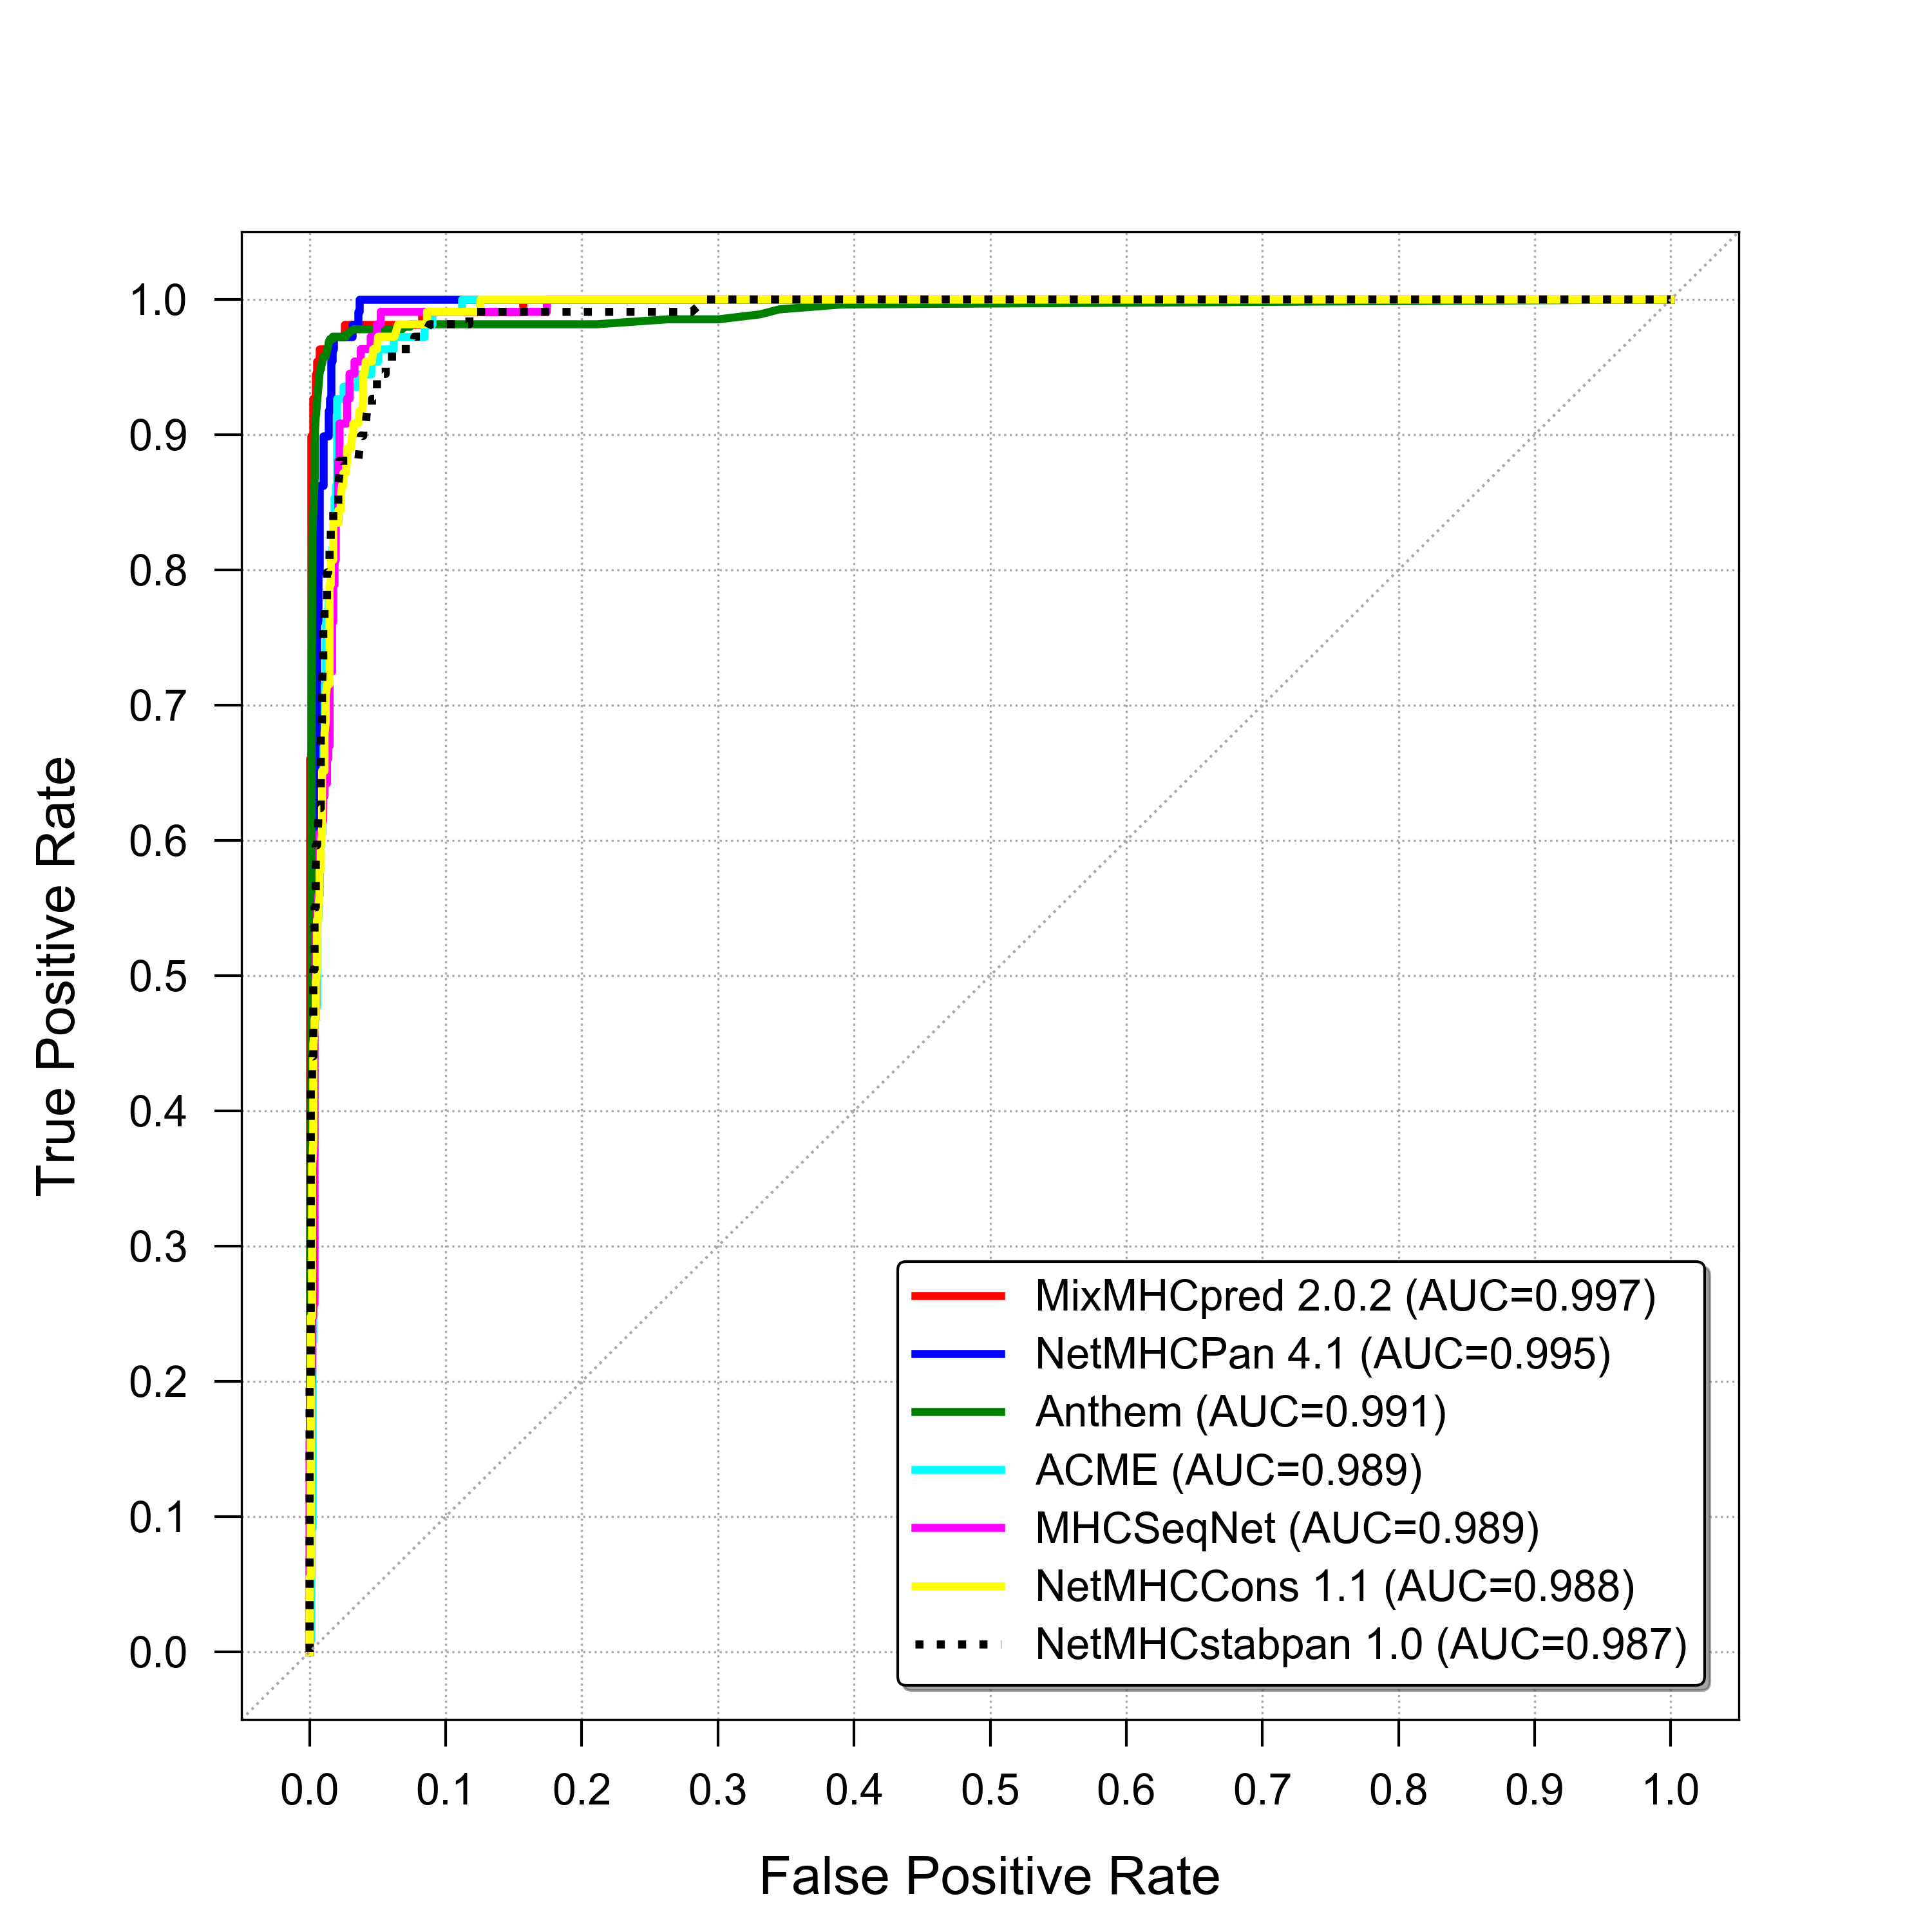 1.0
0.9
0.8
0.7
0.6
0.5
0.4
0.3
0.2
0.1
0.0
True Positive Rate
MixMHCpred 2.0.2 (AUC=0.997)
NetMHCPan 4.1 (AUC=0.995)
Anthem (AUC=0.991)
ACME (AUC=0.989)
MHCSeqNet (AUC=0.989)
NetMHCCons 1.1 (AUC=0.988)
NetMHCstabpan 1.0 (AUC=0.987)
0.0 0.1 0.2 0.3 0.4 0.5 0.6 0.7 0.8 0.9 1.0
False Positive Rate